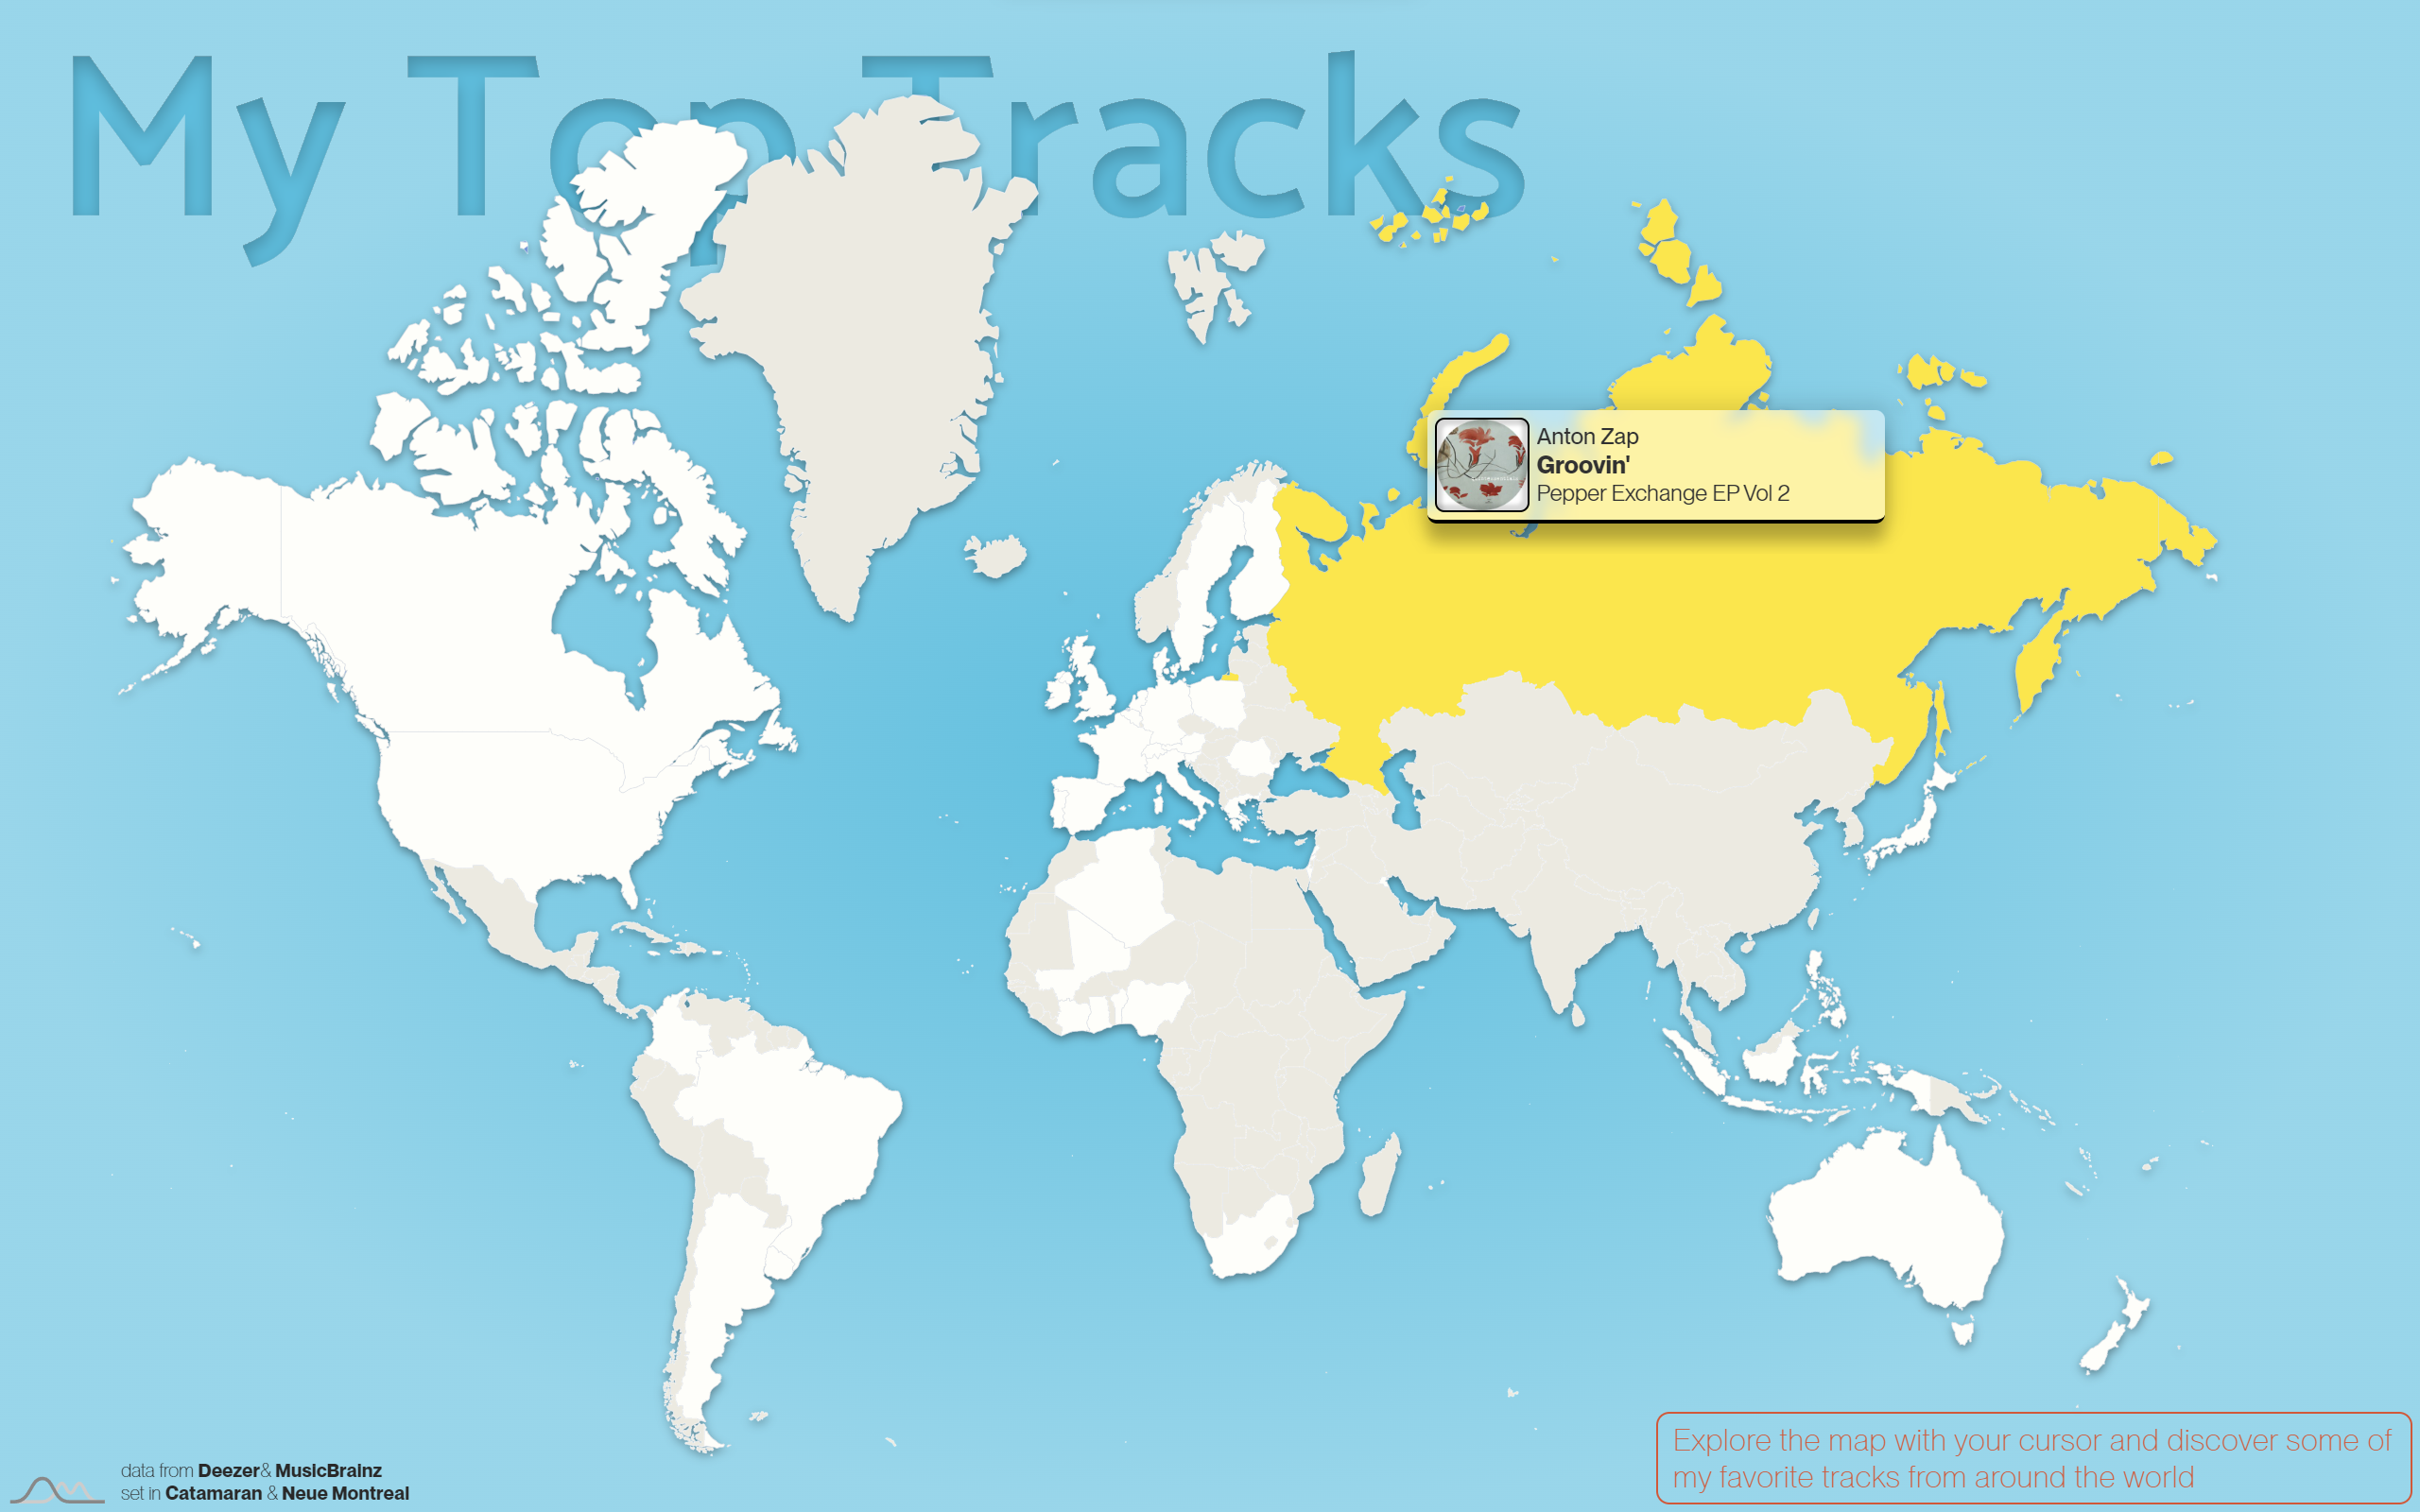 My Top Tracks
Anton Zap
Groovin'
Pepper Exchange EP Vol 2
data from Deezer& MusicBrainz
set in Catamaran & Neue Montreal
Explore the map with your cursor and discover some of
my favorite tracks from around the world